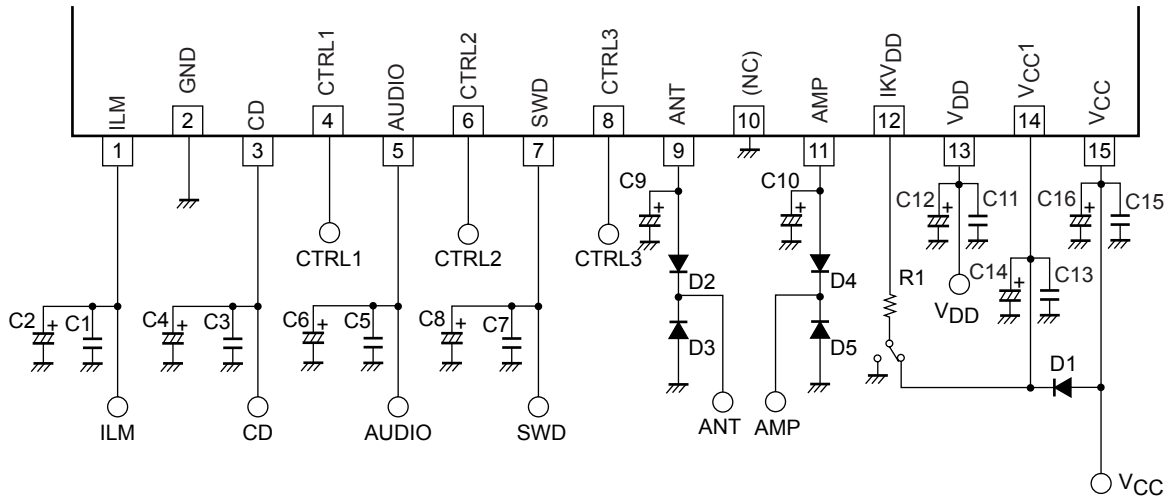 ILM
GND
CD
CTRL1
AUDIO
CTRL2
SWD
CTRL3
ANT
(NC)
AMP
IKVDD
VDD
VCC1
VCC
1
2
3
4
5
6
7
8
9
10
11
12
13
14
15
C9
C10
C12
+
C11
C16
+
C15
+
+
CTRL1
CTRL2
CTRL3
D2
D4
R1
C14
+
C13
VDD
C2
+
C1
C4
+
C3
C6
+
C5
C8
+
C7
D3
D5
D1
ILM
CD
AUDIO
SWD
ANT
AMP
VCC